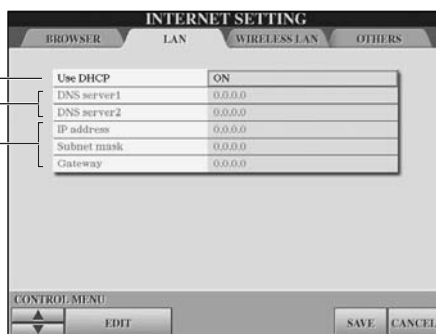 INTERNET SETTING
BROWSER LAN WIRELESS LAN OTHERS
Use DHCP ON
DNS server1 0.0.0.0
DNS server2 0.0.0.0
IP address 0.0.0.0
Subnet mask 0.0.0.0
Gateway 0.0.0.0
CONTROL MENU
EDIT SAVE CANCEL